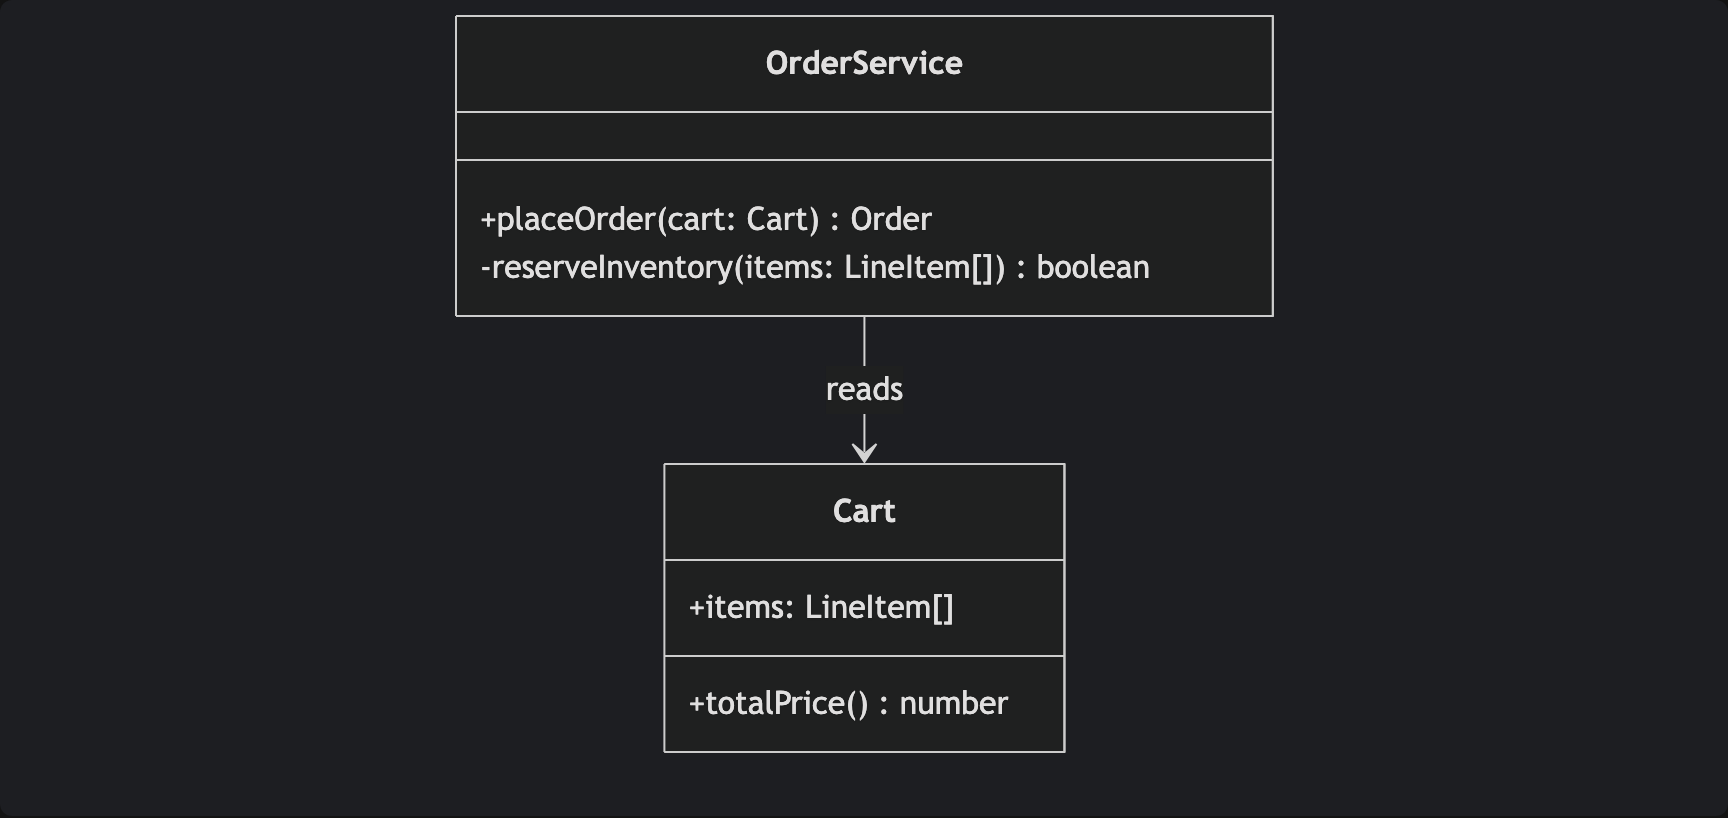 OrderService
+placeOrder(cart: Cart) : Order
-reserveInventory(items: LineItem[]) : boolean
reads
Cart
+items: LineItem[]
+totalPrice() : number